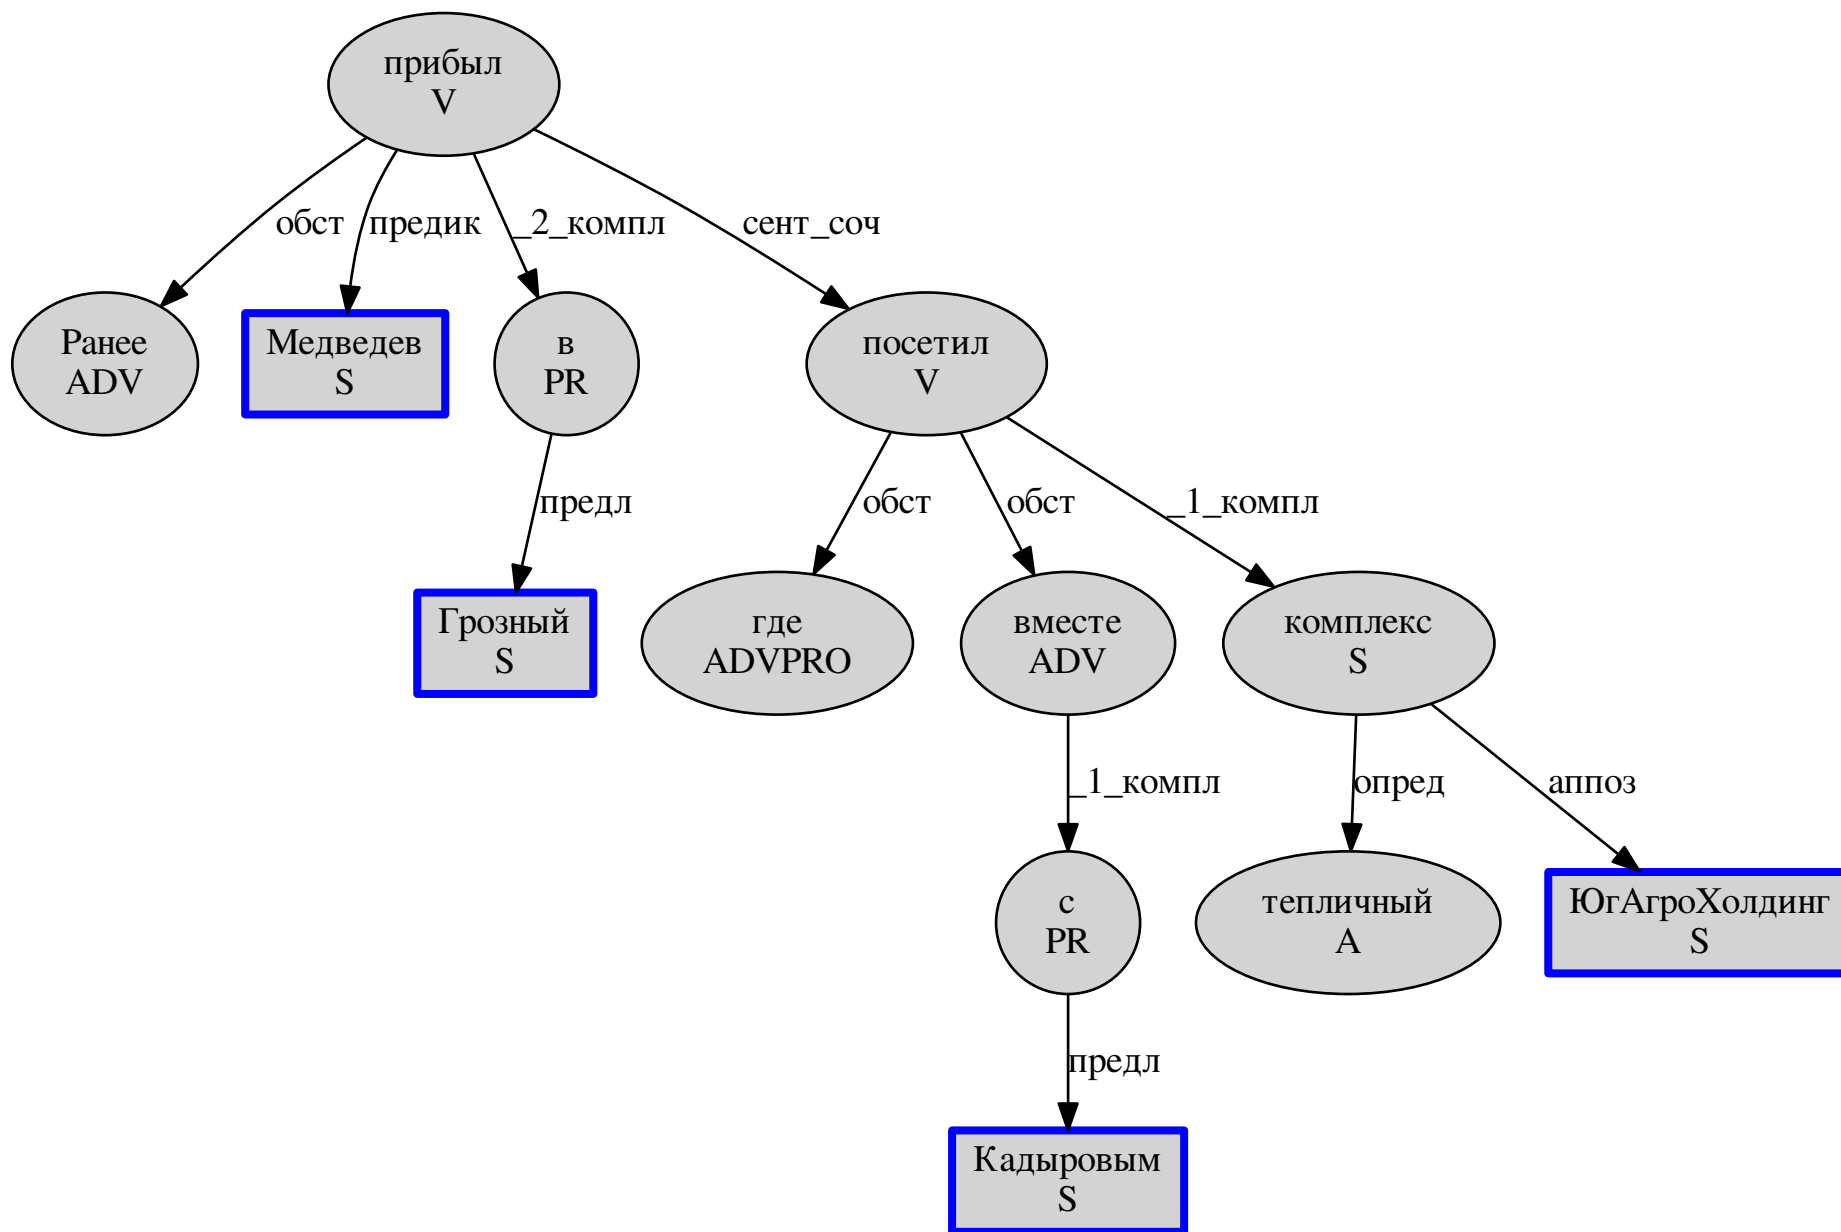 прибыл
V
обст
предик
_2_компл
сент_соч
Ранее
ADV
Медведев
S
в
PR
посетил
V
предл
обст
обст
_1_компл
Грозный
S
где
ADVPRO
вместе
ADV
комплекс
S
_1_компл
опред
аппоз
с
PR
тепличный
A
ЮгАгроХолдинг
S
предл
Кадыровым
S